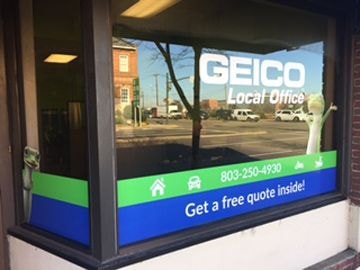 GEICO
Local Office
803-250-4930
Get a free quote inside!